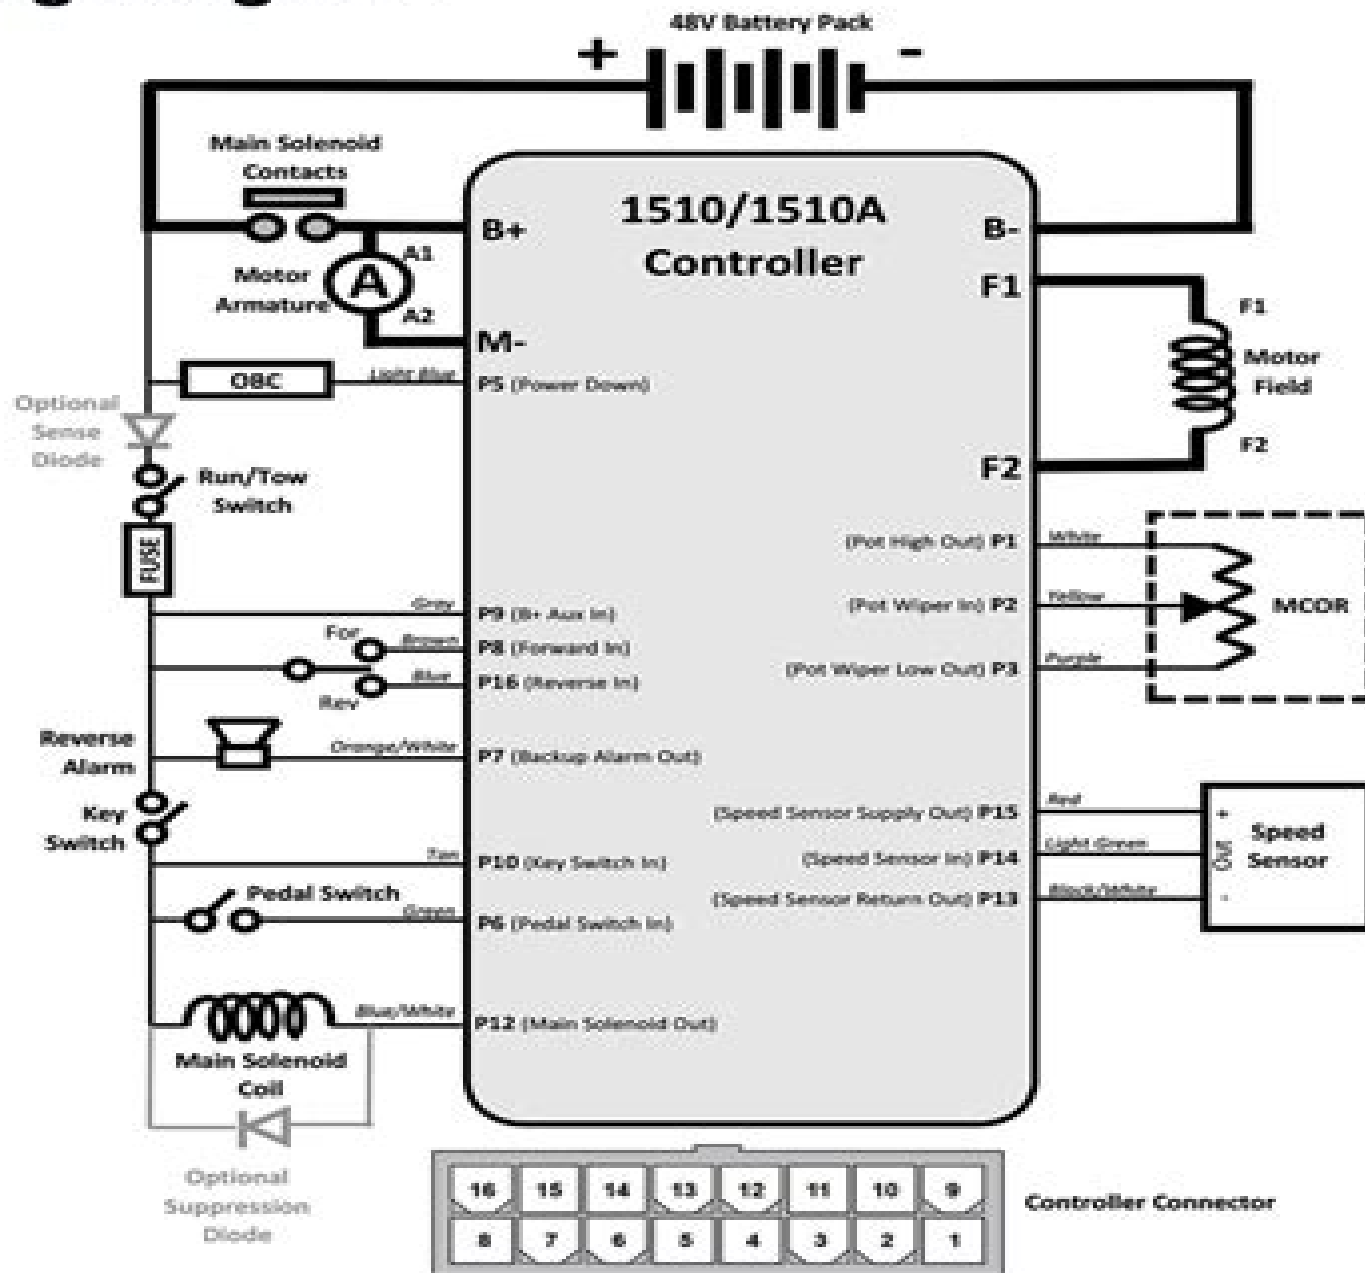 48V Battery Pack
+ -
Main Solenoid
Contacts
1510/1510A
Controller
B+
B-
A1
Motor
Armature
A
A2
M-
F1
F1
Motor
Field
F2
F2
OBC
Light Blue
P5 (Power Down)
Optional
Sense
Diode
Run/Tow
Switch
FUSE
(Pot High Out) P1
White
(Pot Wiper In) P2
Yellow
MCOR
(Pot Wiper Low Out) P3
Purple
Grey
P9 (B+ Aux In)
For
Brown
P8 (Forward In)
Blue
P16 (Reverse In)
Rev
Reverse
Alarm
Orange/White
P7 (Backup Alarm Out)
Key
Switch
Tan
P10 (Key Switch In)
Pedal Switch
Green
P6 (Pedal Switch In)
(Speed Sensor Supply Out) P15
Red
+
(Speed Sensor In) P14
Light Green
Out
Speed
Sensor
(Speed Sensor Return Out) P13
Black/White
-
Blue/White
P12 (Main Solenoid Out)
Main Solenoid
Coil
Optional
Suppression
Diode
16 15 14 13 12 11 10 9
8 7 6 5 4 3 2 1
Controller Connector